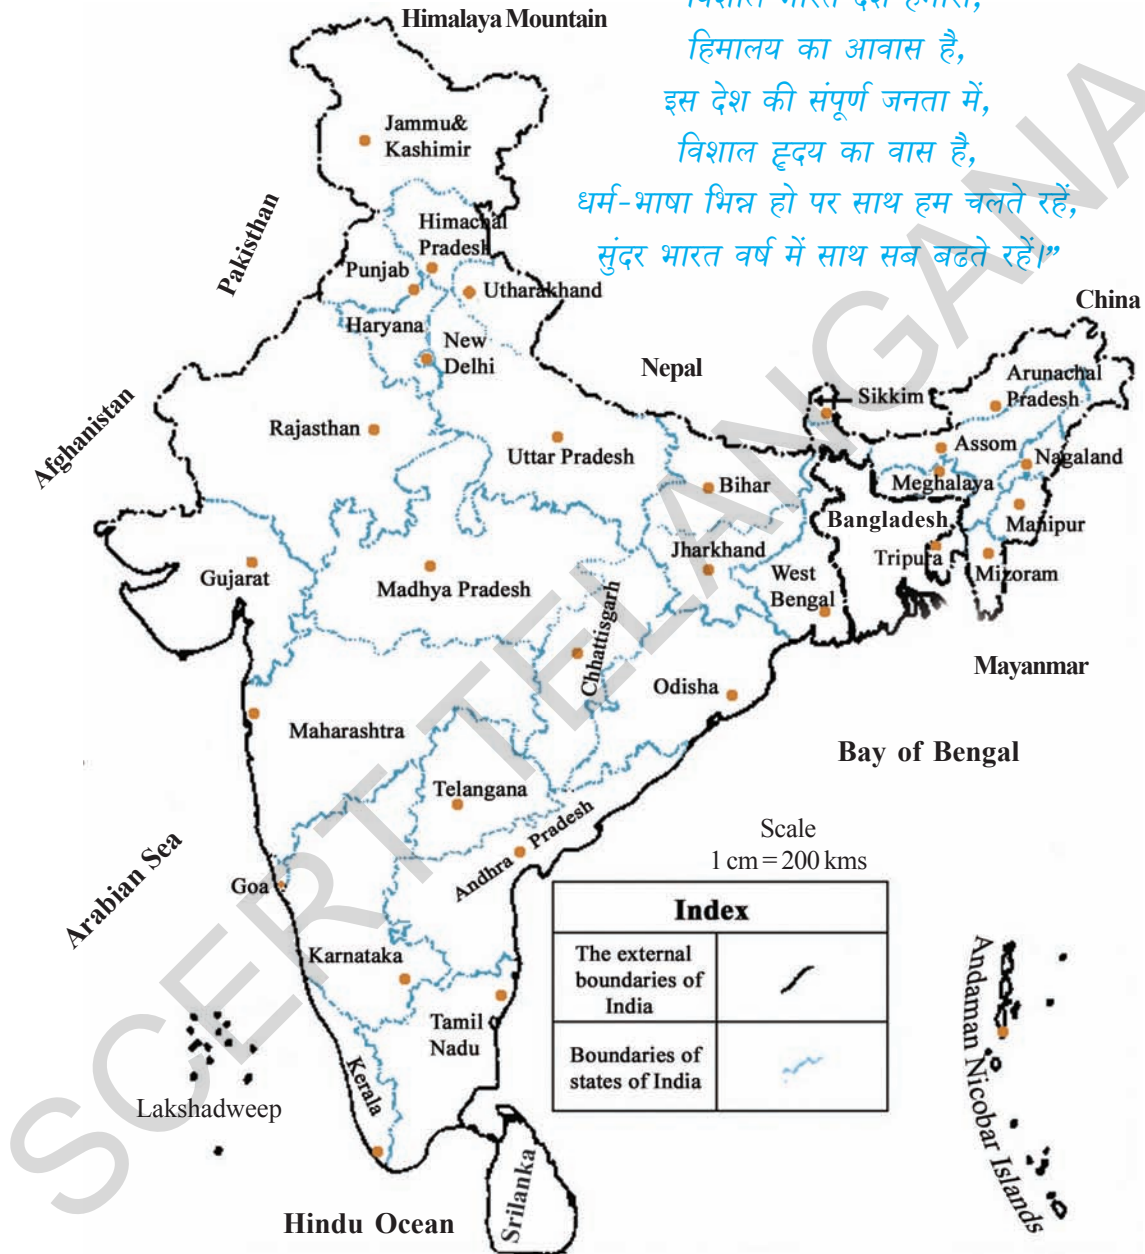 विशाल भारत देश हमारा,
Himalaya Mountain
हिमालय का आवास है,
इस देश की संपूर्ण जनता में,
विशाल हृदय का वास है,
धर्म-भाषा भिन्न हो पर साथ हम चलते रहें,
सुंदर भारत वर्ष में साथ सब बढते रहें।”
Jammu&
Kashimir
Pakisthan
Himachal
Pradesh
Punjab
Utharakhand
China
Haryana
New
Delhi
Nepal
Afghanistan
Sikkim
Arunachal
Pradesh
Rajasthan
Uttar Pradesh
Assom
Nagaland
Bihar
Meghalaya
Bangladesh
Manipur
Jharkhand
Tripura
Gujarat
Madhya Pradesh
West
Bengal
Mizoram
Chhattisgarh
Odisha
Mayanmar
Maharashtra
Bay of Bengal
Telangana
Andhra Pradesh
Scale
1 cm = 200 kms
Arabian Sea
Goa
Index
The external
boundaries of
India
Boundaries of
states of India
Karnataka
Tamil
Nadu
Kerala
Lakshadweep
Andaman Nicobar Islands
Srilanka
Hindu Ocean
SCERT TELANGANA